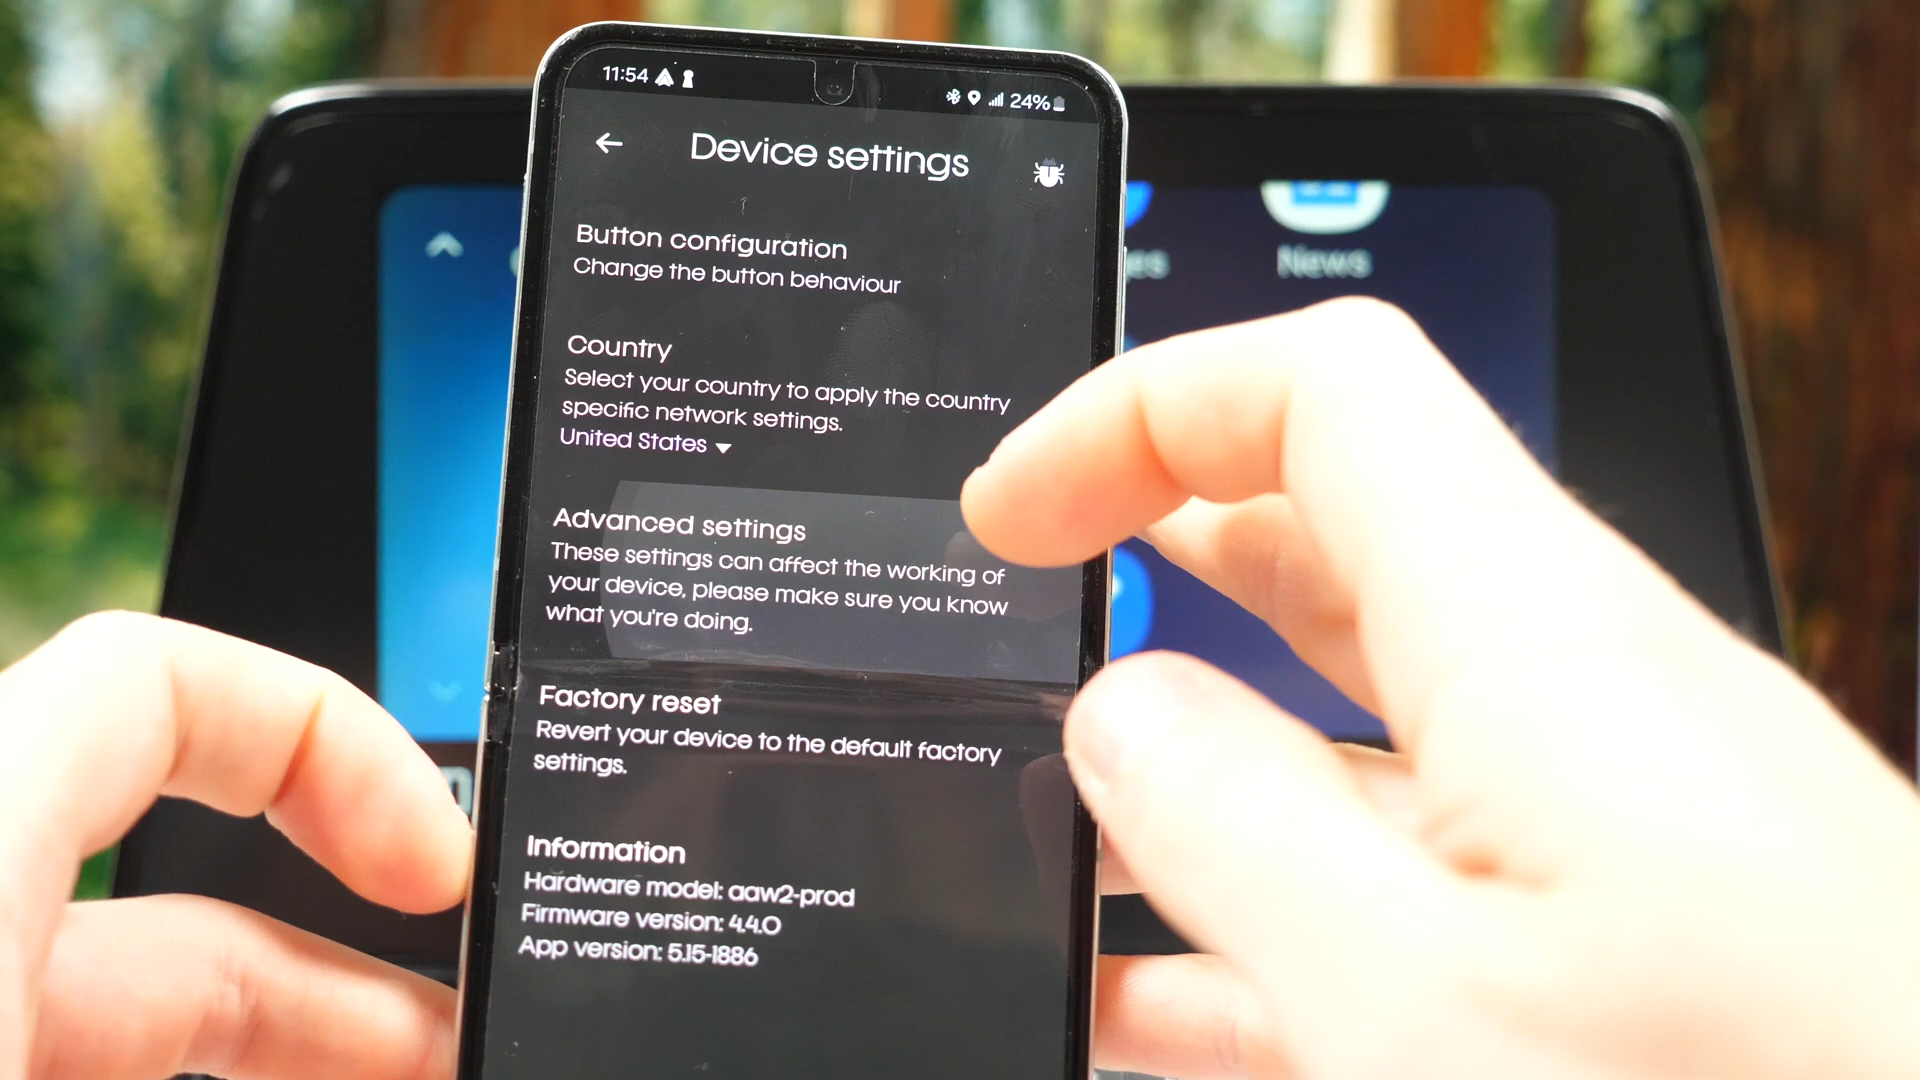 11:54
24%
Device settings
News
Button configuration
Change the button behaviour
Country
Select your country to apply the country
specific network settings.
United States
Advanced settings
These settings can affect the working of
your device, please make sure you know
what you're doing.
Factory reset
Revert your device to the default factory
settings.
Information
Hardware model: aaw2-prod
Firmware version: 4.4.0
App version: 5.15-1886